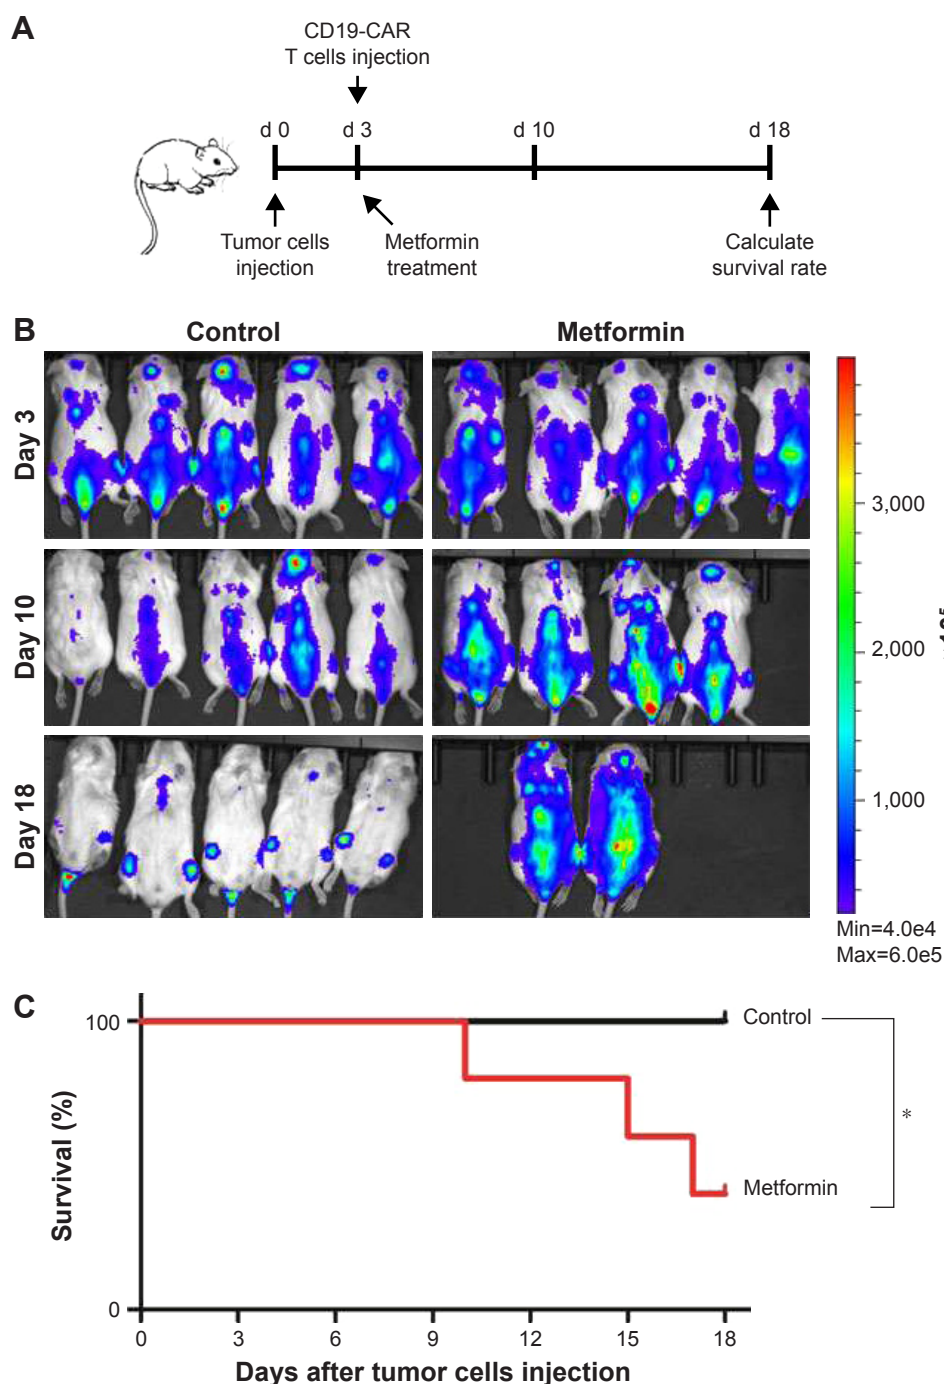 A
CD19-CAR
T cells injection
d 0
d 3
d 10
d 18
Tumor cells
injection
Metformin
treatment
Calculate
survival rate
B
Control
Metformin
Day 3
Day 10
Day 18
3,000
2,000
1,000
Min=4.0e4
Max=6.0e5
C
100
0
Survival (%)
Control
*
Metformin
0
3
6
9
12
15
18
Days after tumor cells injection